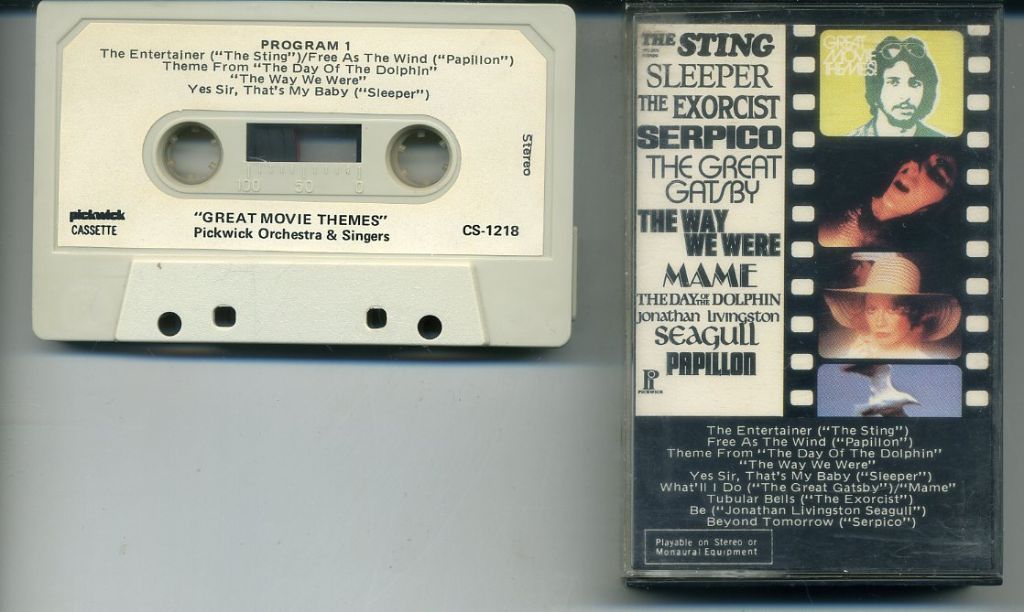 PROGRAM 1
The Entertainer ("The Sting")/Free As The Wind ("Papillon")
Theme From "The Day Of The Dolphin"
"The Way We Were"
Yes Sir, That's My Baby ("Sleeper")
Stereo
100 50 0
pickwick
CASSETTE
"GREAT MOVIE THEMES"
Pickwick Orchestra & Singers
CS-1218
THE STING
SLEEPER
THE EXORCIST
SERPICO
THE GREAT
GATSBY
THE WAY
WE WERE
MAME
THE DAY OF THE DOLPHIN
jonathan livingston
seagull
PAPILLON
PICKWICK
GREAT
MOVIE
THEMES!
The Entertainer ("The Sting")
Free As The Wind ("Papillon")
Theme From "The Day Of The Dolphin"
"The Way We Were"
Yes Sir, That's My Baby ("Sleeper")
What'll I Do ("The Great Gatsby")/"Mame"
Tubular Bells ("The Exorcist")
Be ("Jonathan Livingston Seagull")
Beyond Tomorrow ("Serpico")
Playable on Stereo or
Monaural Equipment